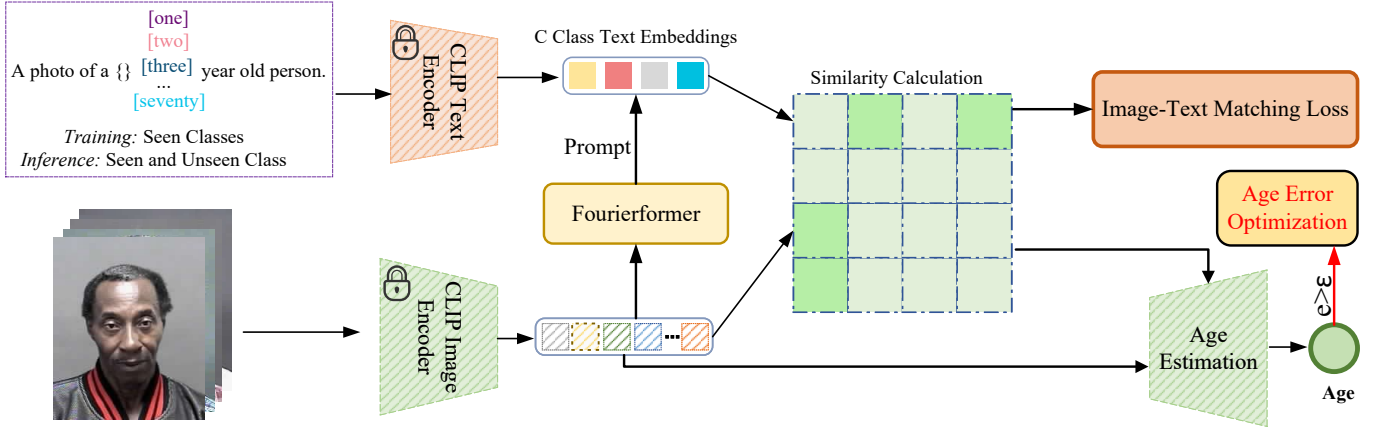 [one]
[two]
A photo of a {} [three] year old person.
...
[seventy]
Training: Seen Classes
Inference: Seen and Unseen Class
CLIP Text
Encoder
C Class Text Embeddings
Similarity Calculation
Image-Text Matching Loss
Prompt
Fourierformer
Age Error
Optimization
CLIP Image
Encoder
e>ε
Age
Estimation
Age